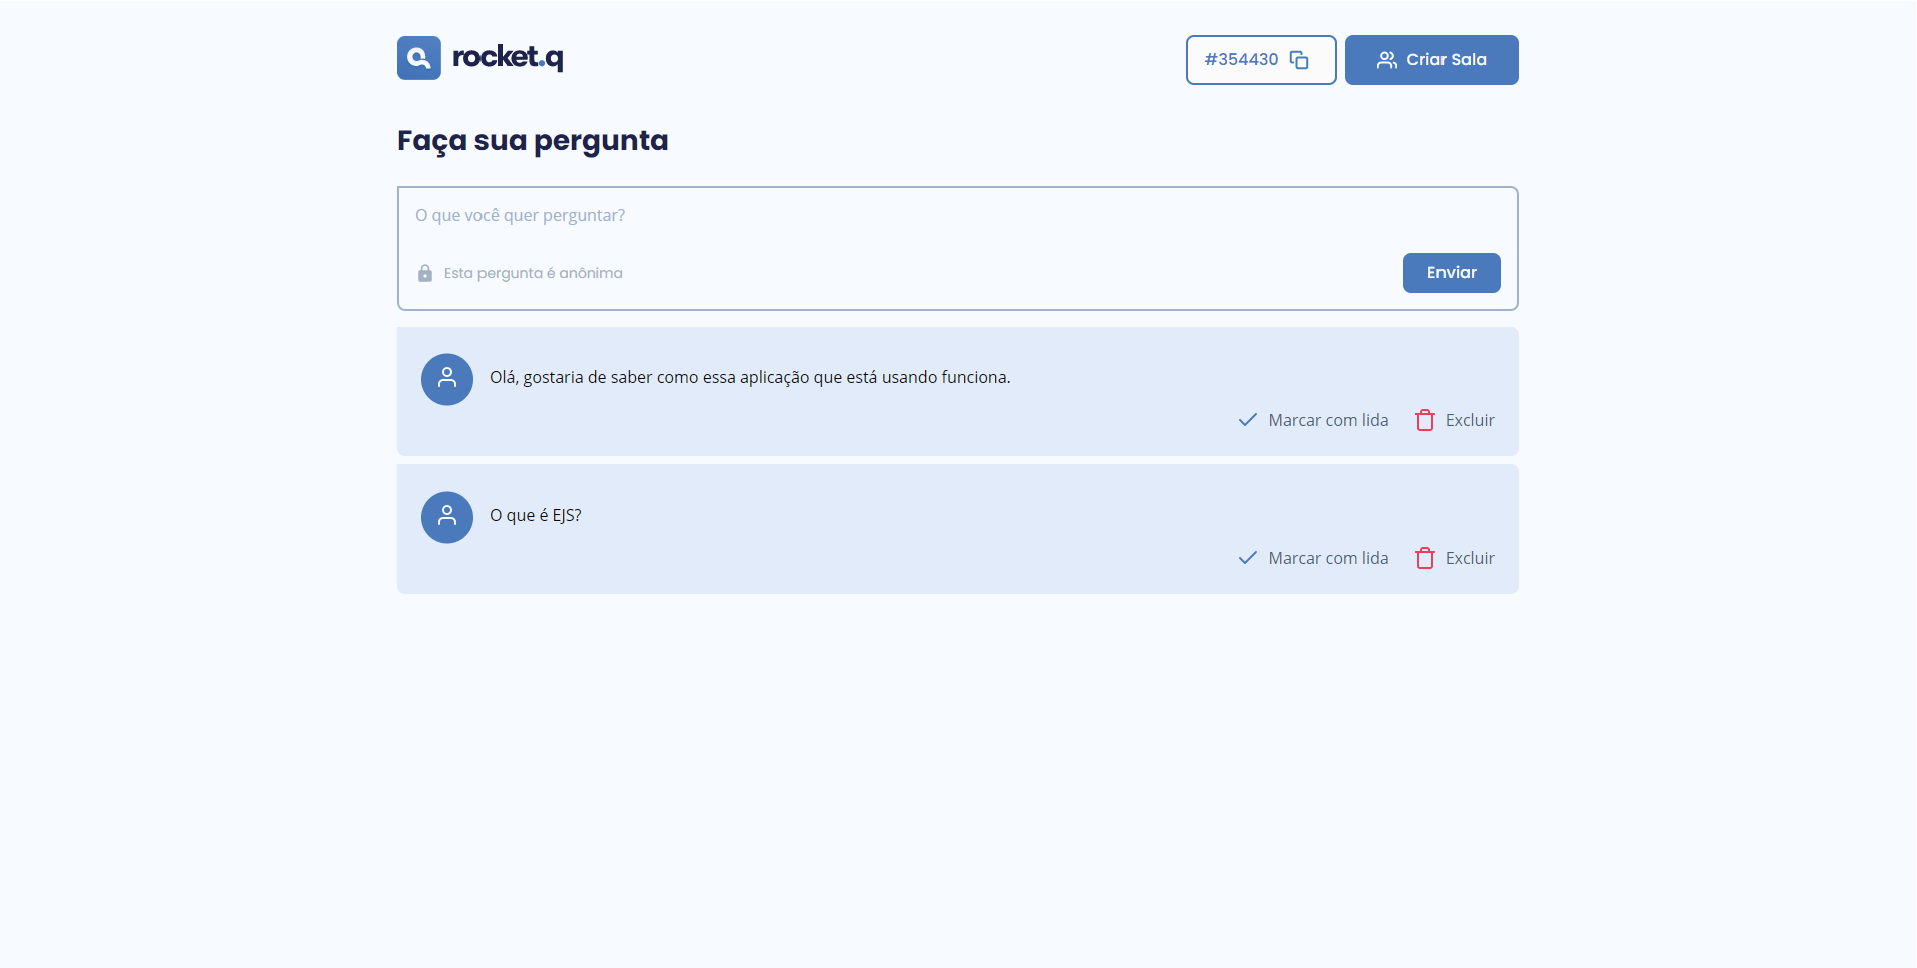 rocket.q
#354430
Criar Sala
Faça sua pergunta
O que você quer perguntar?
Esta pergunta é anônima
Enviar
Olá, gostaria de saber como essa aplicação que está usando funciona.
Marcar com lida
Excluir
O que é EJS?
Marcar com lida
Excluir